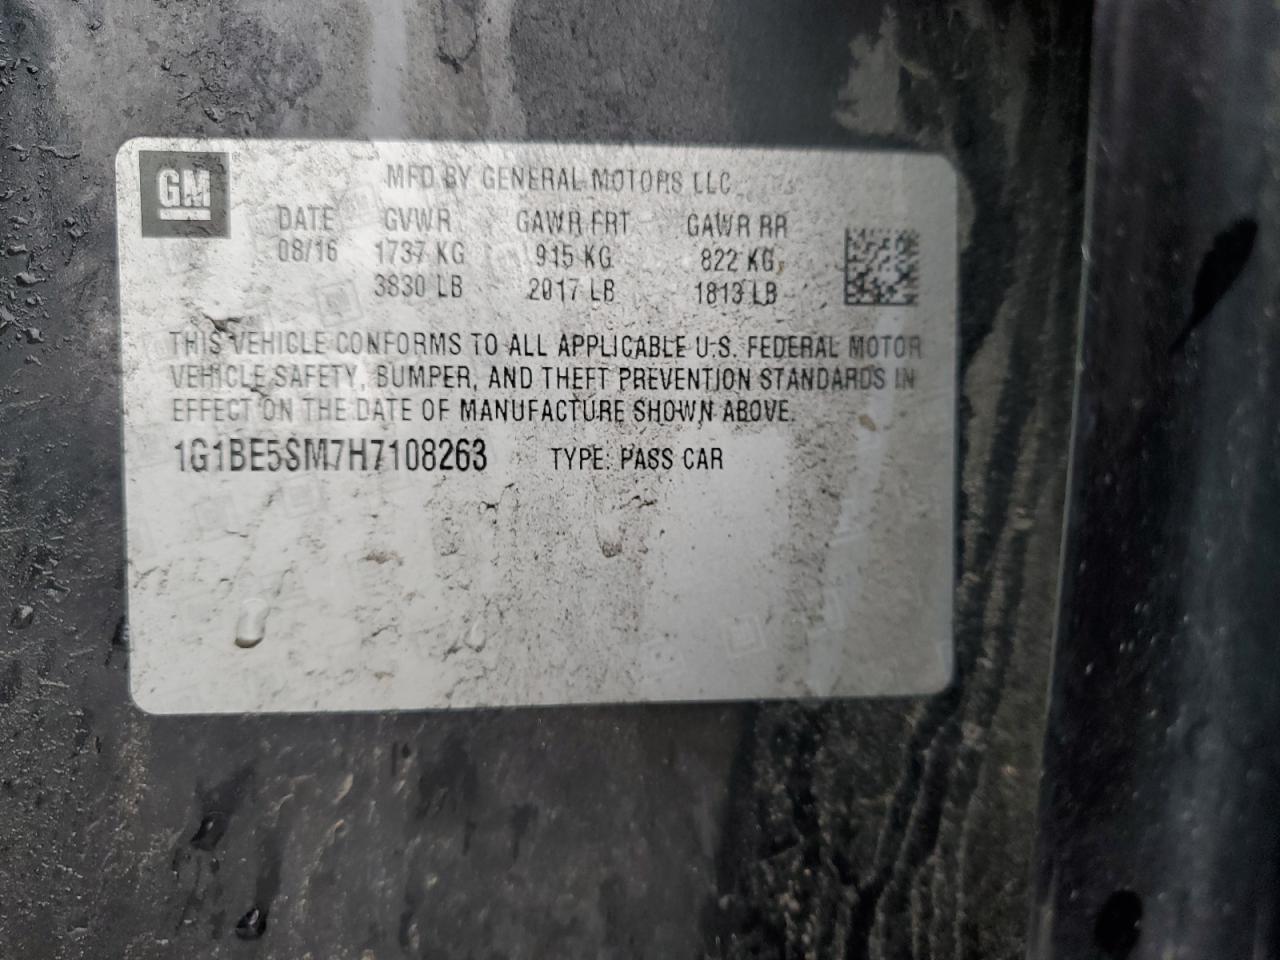 GM
MFD BY GENERAL MOTORS LLC
DATE GVWR GAWR FRT GAWR RR
08/16 1737 KG 915 KG 822 KG
3830 LB 2017 LB 1813 LB
THIS VEHICLE CONFORMS TO ALL APPLICABLE U.S. FEDERAL MOTOR
VEHICLE SAFETY, BUMPER, AND THEFT PREVENTION STANDARDS IN
EFFECT ON THE DATE OF MANUFACTURE SHOWN ABOVE.
1G1BE5SM7H7108263 TYPE: PASS CAR